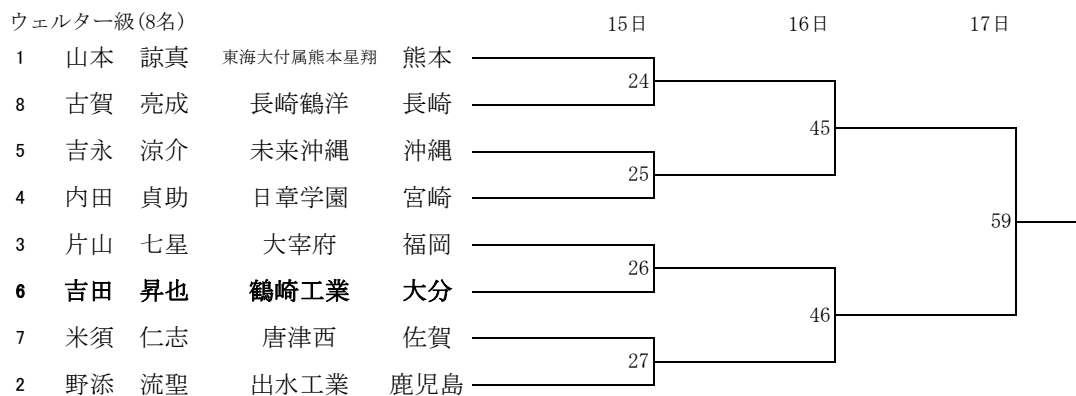 ウェルター級(8名) 15日 16日 17日
1 山本 諒真 東海大付属熊本星翔 熊本
24
8 古賀 亮成 長崎鶴洋 長崎
45
5 吉永 涼介 未来沖縄 沖縄
25
4 内田 貞助 日章学園 宮崎
59
3 片山 七星 大宰府 福岡
26
6 吉田 昇也 鶴崎工業 大分
46
7 米須 仁志 唐津西 佐賀
27
2 野添 流聖 出水工業 鹿児島